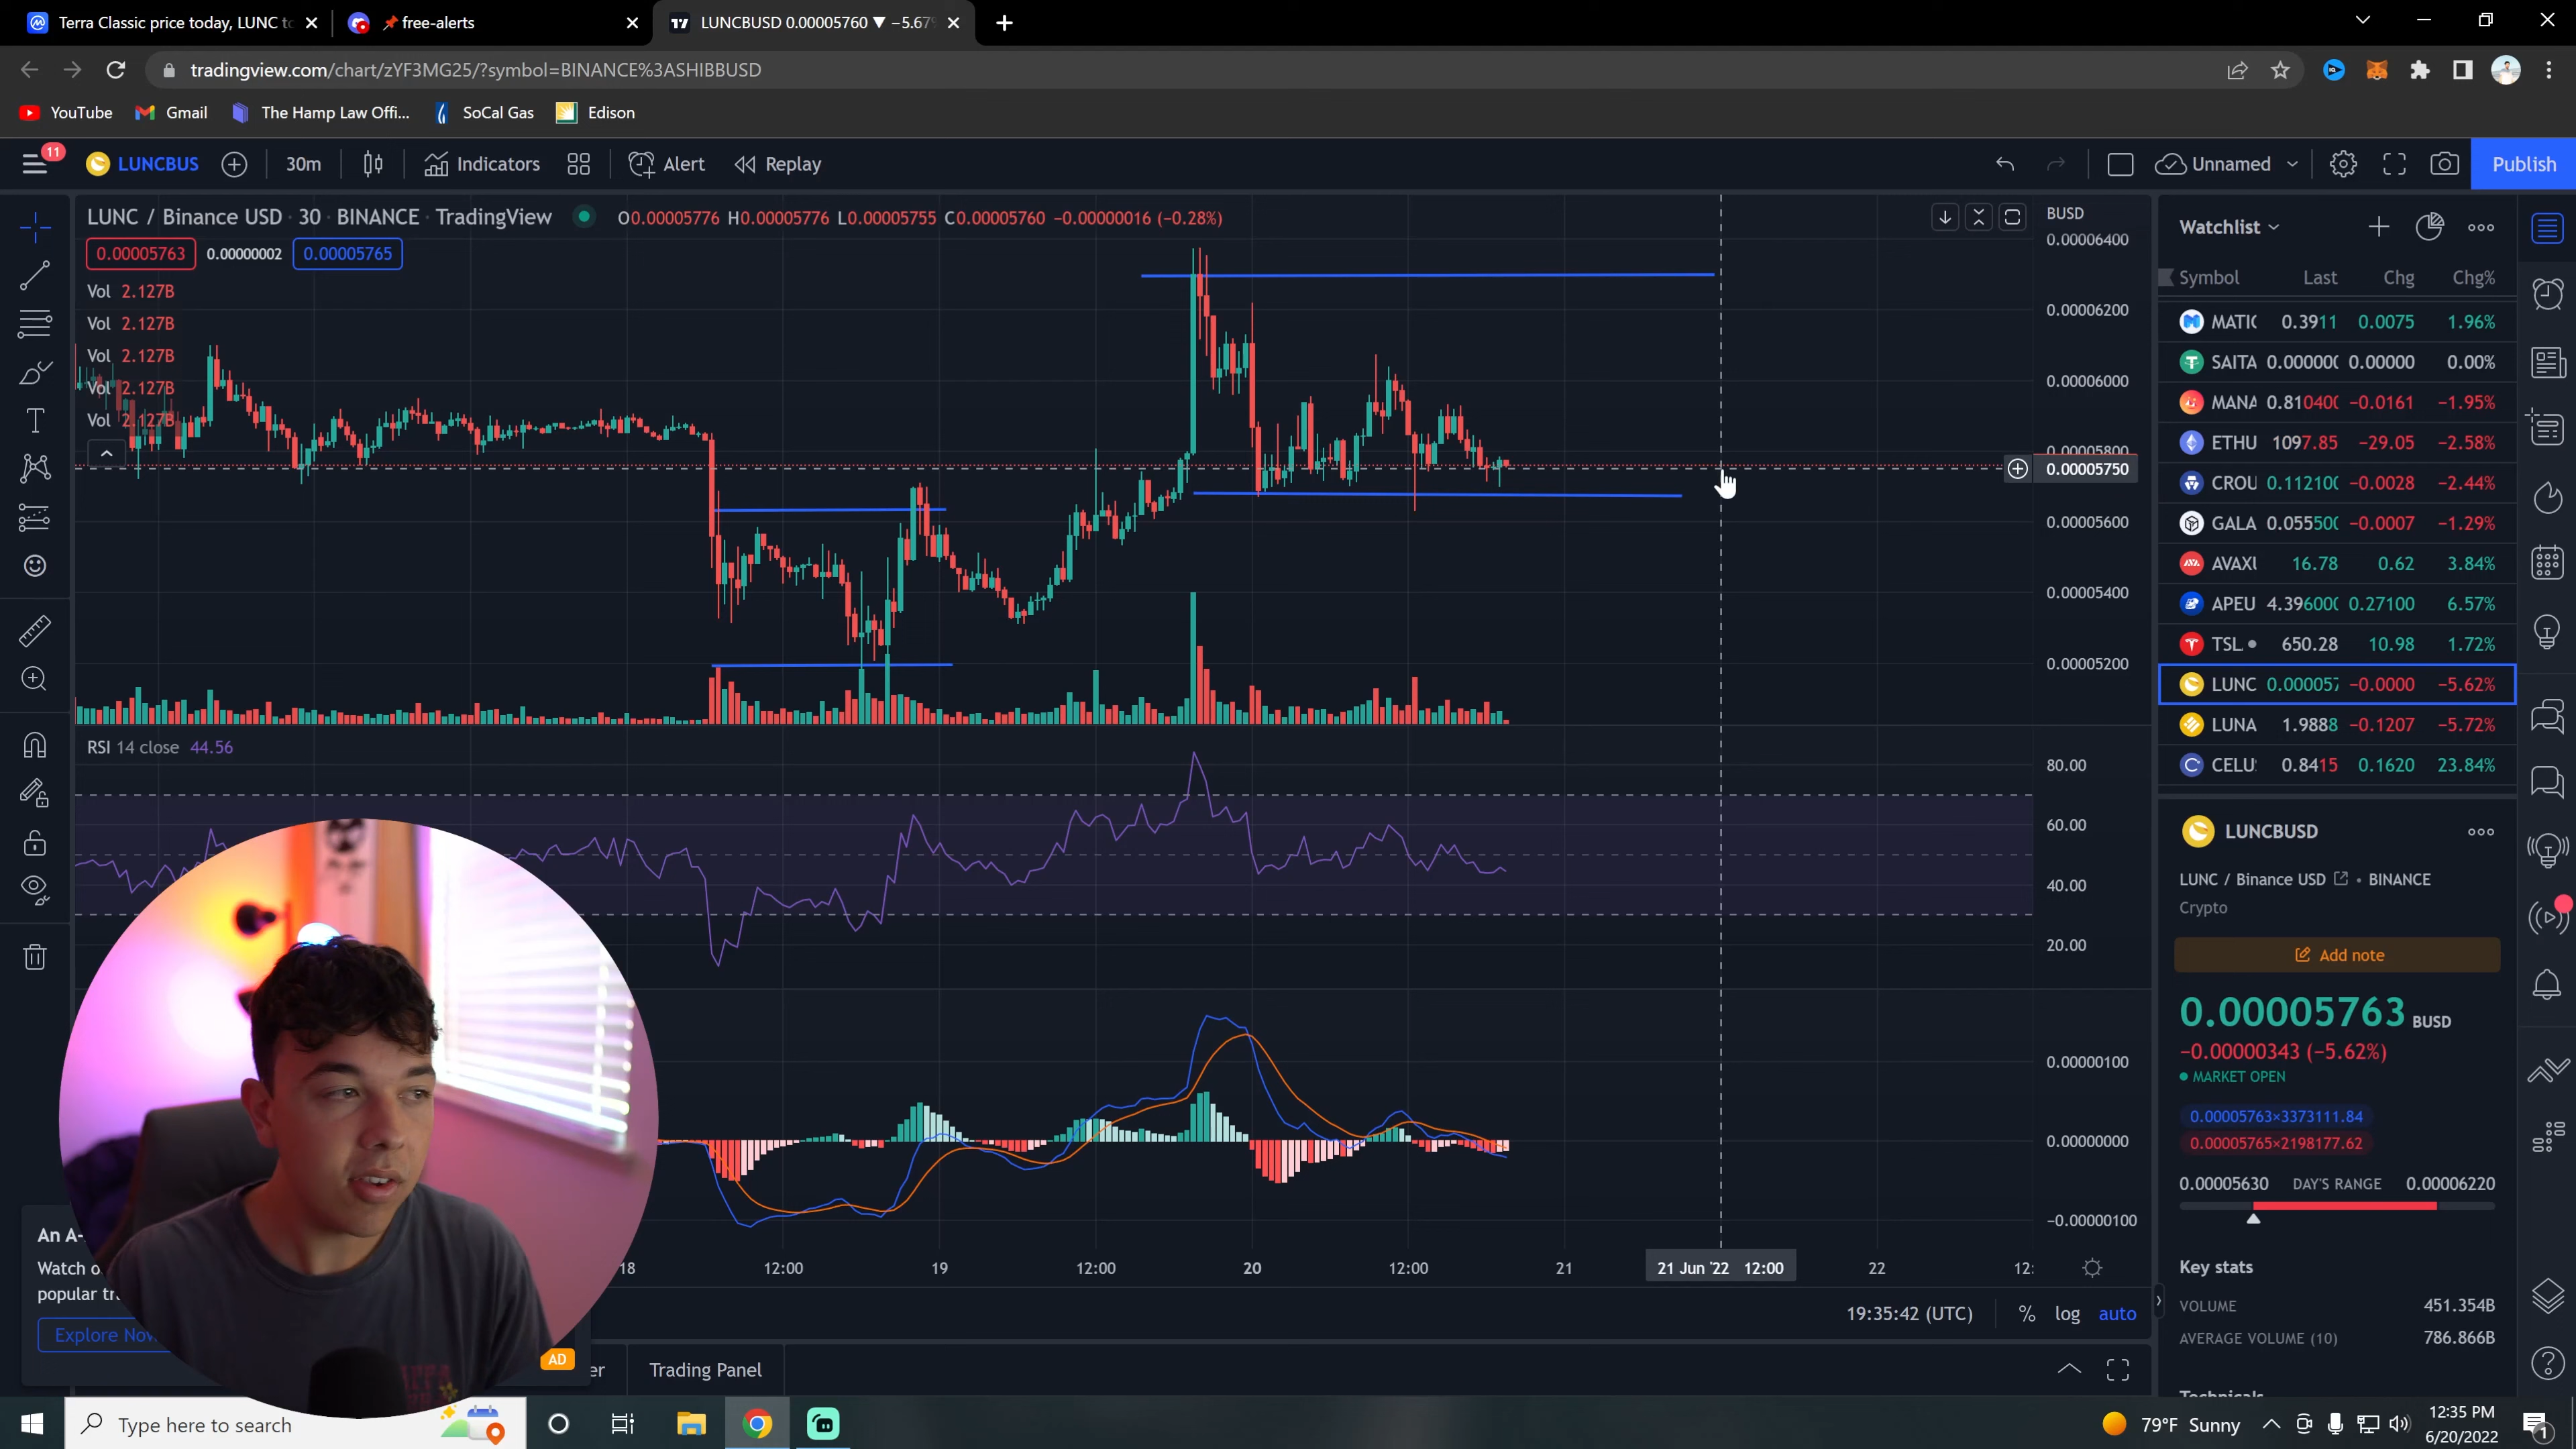 Terra Classic price today, LUNC to
📌 free-alerts
LUNCBUSD 0.00005760 ▼ −5.67%
tradingview.com/chart/zYF3MG25/?symbol=BINANCE%3ASHIBBUSD
YouTube
Gmail
The Hamp Law Offi...
SoCal Gas
Edison
11
LUNCBUS
30m
Indicators
Alert
Replay
Unnamed
Publish
LUNC / Binance USD · 30 · BINANCE · TradingView
O0.00005776 H0.00005776 L0.00005755 C0.00005760 −0.00000016 (−0.28%)
0.00005763 0.00000002 0.00005765
Vol 2.127B
Vol 2.127B
Vol 2.127B
Vol 2.127B
Vol 2.127B
BUSD
0.00006400
0.00006200
0.00006000
0.00005800
0.00005750
0.00005600
0.00005400
0.00005200
RSI 14 close 44.56
80.00
60.00
40.00
20.00
0.00000100
0.00000000
−0.00000100
18 12:00 19 12:00 20 12:00 21 21 Jun '22 12:00 22 12:
19:35:42 (UTC)
% log auto
Trading Panel
An A-
Watch o
popular tr
Explore Now
AD
Watchlist
Symbol Last Chg Chg%
MATIC 0.3911 0.0075 1.96%
SAITA 0.000000 0.00000 0.00%
MANA 0.810400 −0.0161 −1.95%
ETHU 1097.85 −29.05 −2.58%
CROU 0.112100 −0.0028 −2.44%
GALA 0.055500 −0.0007 −1.29%
AVAXU 16.78 0.62 3.84%
APEU 4.396000 0.27100 6.57%
TSL 650.28 10.98 1.72%
LUNC 0.000057 −0.0000 −5.62%
LUNA 1.9888 −0.1207 −5.72%
CELU 0.8415 0.1620 23.84%
LUNCBUSD
LUNC / Binance USD • BINANCE
Crypto
Add note
0.00005763 BUSD
−0.00000343 (−5.62%)
MARKET OPEN
0.00005763×3373111.84
0.00005765×2198177.62
0.00005630 DAY'S RANGE 0.00006220
Key stats
VOLUME 451.354B
AVERAGE VOLUME (10) 786.866B
Technicals
Type here to search
79°F Sunny
12:35 PM
6/20/2022
1